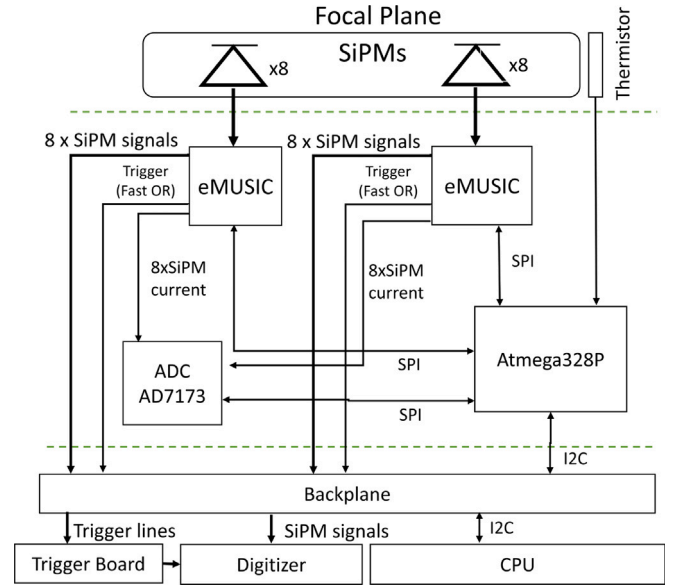 Focal Plane
SiPMs
x8
x8
Thermistor
8 x SiPM signals
8 x SiPM signals
Trigger
(Fast OR)
Trigger
(Fast OR)
eMUSIC
eMUSIC
SPI
8xSiPM
current
8xSiPM
current
ADC
AD7173
SPI
Atmega328P
SPI
I2C
Backplane
Trigger lines
SiPM signals
I2C
Trigger Board
Digitizer
CPU